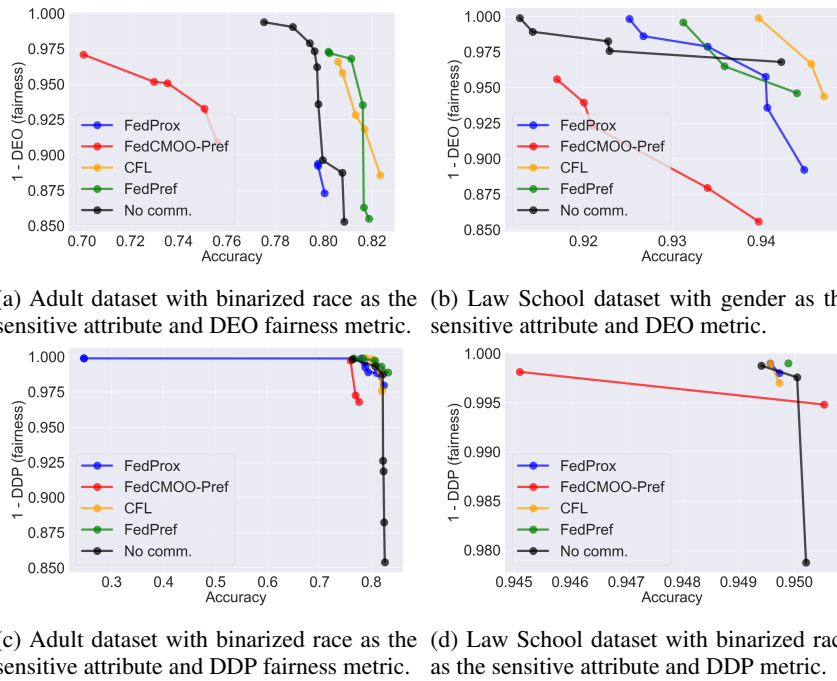 1.000
0.975
0.950
0.925
0.900
0.875
0.850
1 - DEO (fairness)
FedProx
FedCMOO-Pref
CFL
FedPref
No comm.
0.70 0.72 0.74 0.76 0.78 0.80 0.82
Accuracy
1.000
0.975
0.950
0.925
0.900
0.875
0.850
1 - DEO (fairness)
FedProx
FedCMOO-Pref
CFL
FedPref
No comm.
0.92 0.93 0.94
Accuracy
(a) Adult dataset with binarized race as the
sensitive attribute and DEO fairness metric.
(b) Law School dataset with gender as th
sensitive attribute and DEO metric.
1.000
0.975
0.950
0.925
0.900
0.875
0.850
1 - DDP (fairness)
FedProx
FedCMOO-Pref
CFL
FedPref
No comm.
0.3 0.4 0.5 0.6 0.7 0.8
Accuracy
1.000
0.995
0.990
0.985
0.980
1 - DDP (fairness)
FedProx
FedCMOO-Pref
CFL
FedPref
No comm.
0.945 0.946 0.947 0.948 0.949 0.950
Accuracy
(c) Adult dataset with binarized race as the
sensitive attribute and DDP fairness metric.
(d) Law School dataset with binarized rac
as the sensitive attribute and DDP metric.